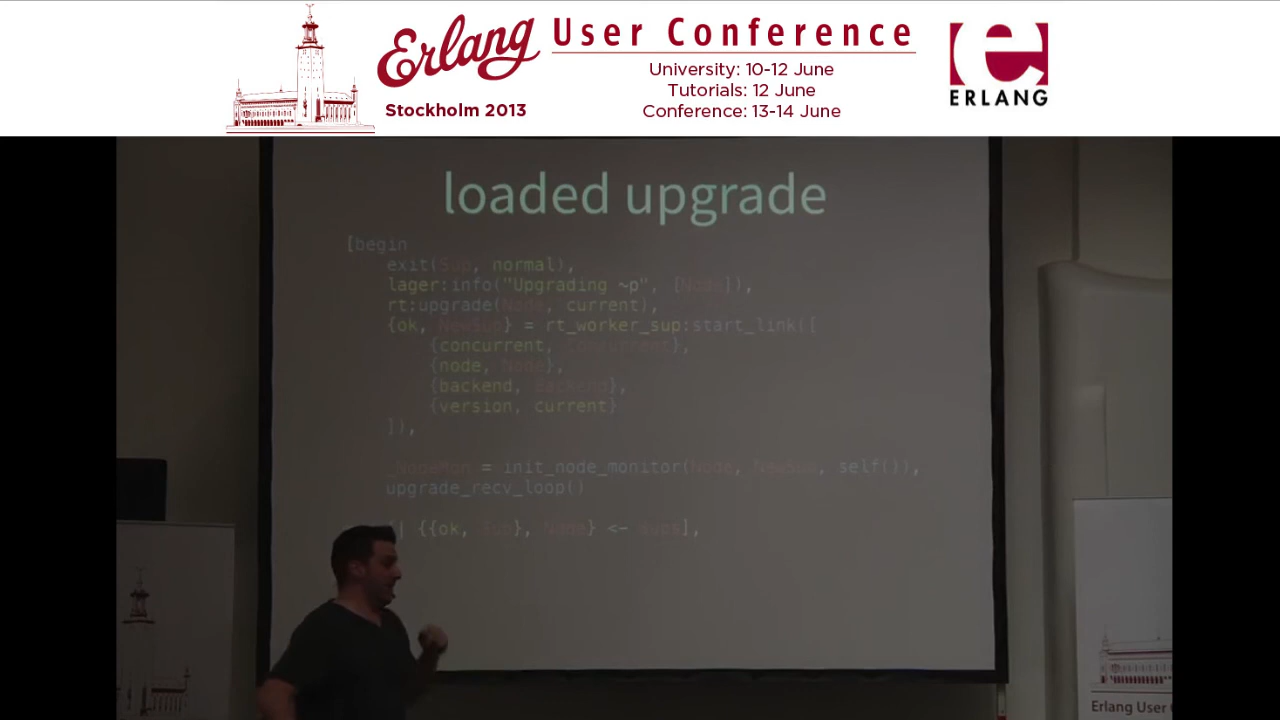 Erlang User Conference
Stockholm 2013
University: 10-12 June
Tutorials: 12 June
Conference: 13-14 June
ERLANG
loaded upgrade
[begin
exit(Sup, normal),
lager:info("Upgrading ~p", [Node]),
rt:upgrade(Node, current),
{ok, NewSup} = rt_worker_sup:start_link([
{concurrent, Concurrent},
{node, Node},
{backend, Backend},
{version, current}
]),
_NodeMon = init_node_monitor(Node, NewSup, self()),
upgrade_recv_loop()
|| {{ok, Sup}, Node} <- ],
Erlang User